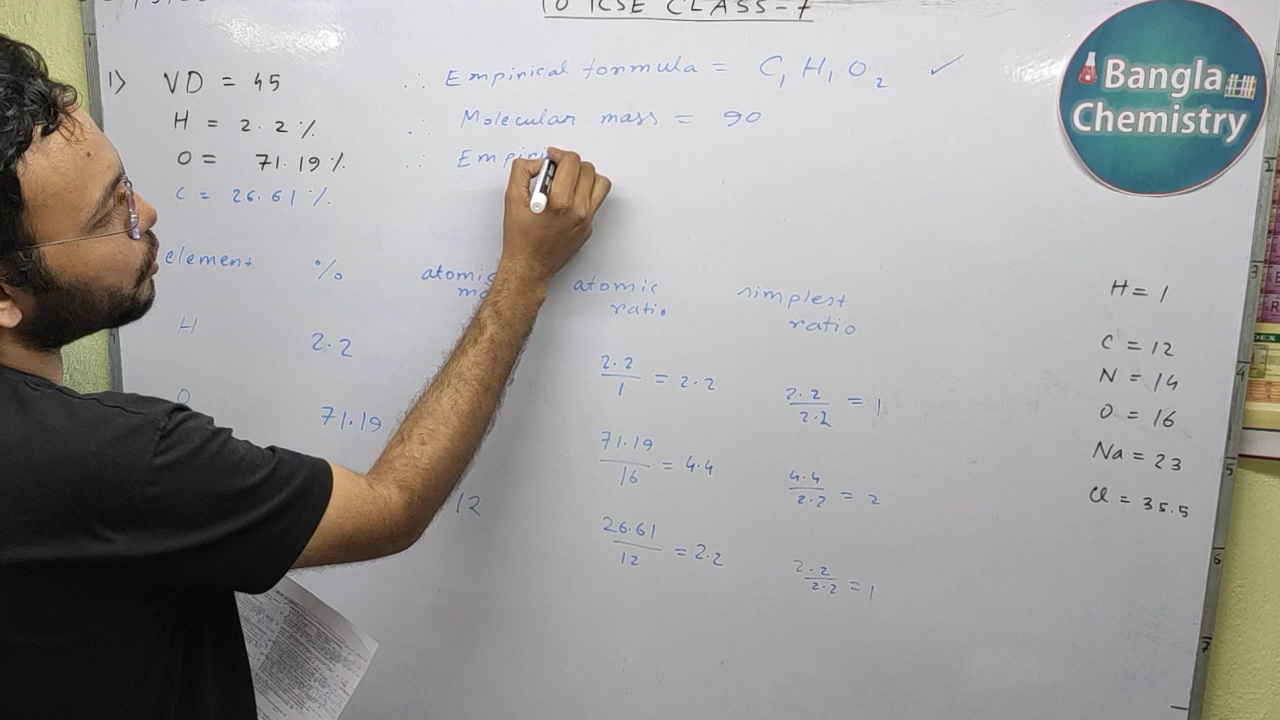 10 ICSE CLASS-7
1) VD = 45
H = 2.2%
O = 71.19%
C = 26.61%
∴ Empirical formula = C₁ H₁ O₂ ✓
∴ Molecular mass = 90
∴ Empiri
Bangla
Chemistry
element % atomic atomic ratio simplest ratio
H 2.2 2.2/1 = 2.2 2.2/2.2 = 1
O 71.19 71.19/16 = 4.4 4.4/2.2 = 2
12 26.61/12 = 2.2 2.2/2.2 = 1
H = 1
C = 12
N = 14
O = 16
Na = 23
Cl = 35.5